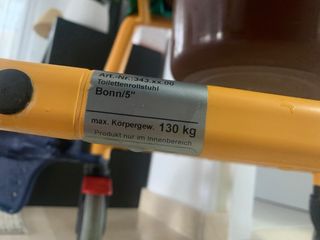 Art.-Nr.:343.xx.00
Toilettenrollstuhl
Bonn/5"
max. Körpergew. 130 kg
Produkt nur im Innenbereich